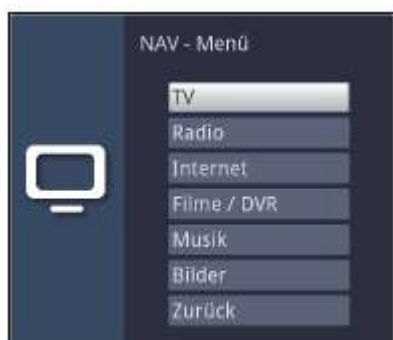 NAV - Menü
TV
Radio
Internet
Filme / DVR
Musik
Bilder
Zurück